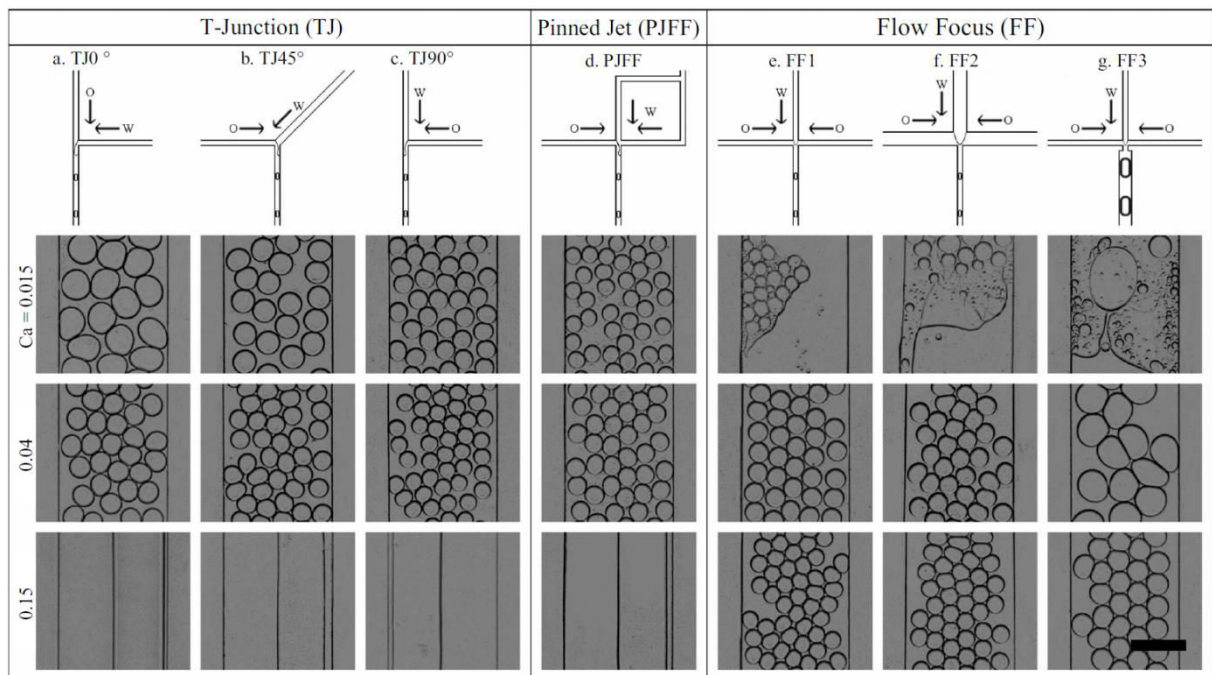 T-Junction (TJ) Pinned Jet (PJFF) Flow Focus (FF)
a. TJ0 ° b. TJ45° c. TJ90° d. PJFF e. FF1 f. FF2 g. FF3
O W W O W O W O W O O W O O W O O
Ca = 0.015
0.04
0.15